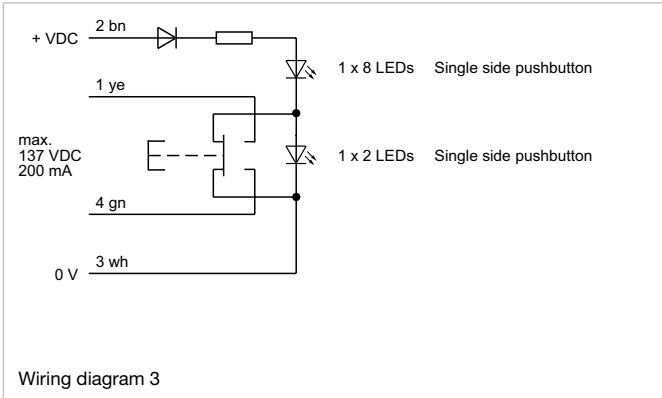 2 bn
+ VDC
1 x 8 LEDs Single side pushbutton
1 ye
max.
137 VDC
200 mA
1 x 2 LEDs Single side pushbutton
4 gn
3 wh
0 V
Wiring diagram 3